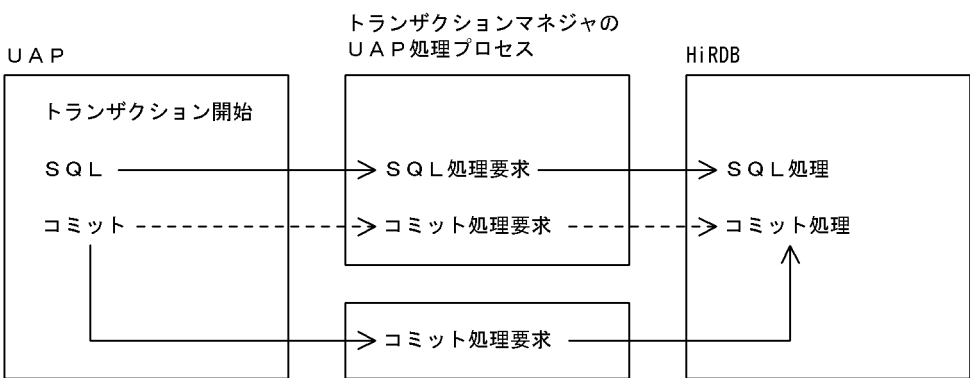 トランザクションマネジャの
UAP処理プロセス
UAP
HiRDB
トランザクション開始
SQL
SQL処理要求
SQL処理
コミット
コミット処理要求
コミット処理
コミット処理要求